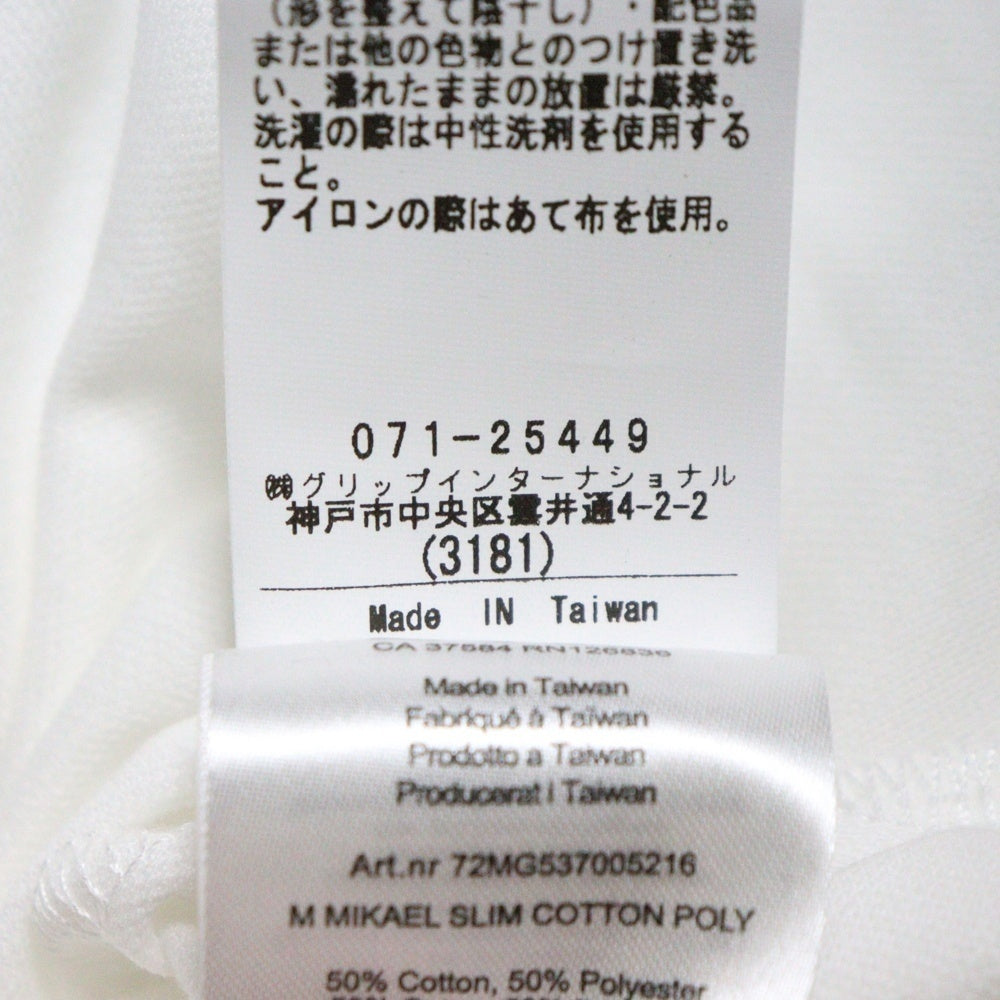 （形を整えて陰干し）・配色品
または他の色物とのつけ置き洗
い、濡れたままの放置は厳禁。
洗濯の際は中性洗剤を使用する
こと。
アイロンの際はあて布を使用。
071-25449
㈱グリップインターナショナル
神戸市中央区雲井通4-2-2
(3181)
Made IN Taiwan
CA 37584 RN126836
Made in Taiwan
Fabriqué à Taïwan
Prodotto a Taiwan
Producerat i Taiwan
Art.nr 72MG537005216
M MIKAEL SLIM COTTON POLY
50% Cotton, 50% Polyester